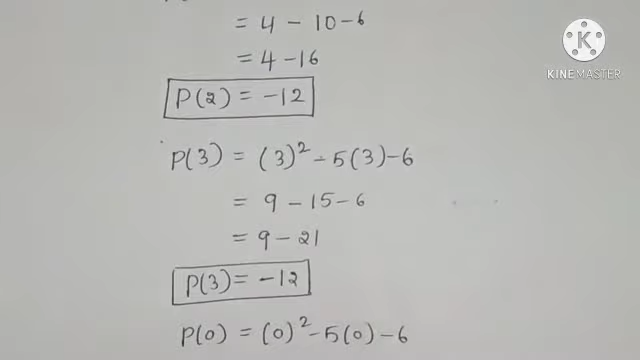 = 4 - 10 - 6
= 4 - 16
P(2) = -12
P(3) = (3)² - 5(3) - 6
= 9 - 15 - 6
= 9 - 21
P(3) = -12
P(0) = (0)² - 5(0) - 6
KINEMASTER